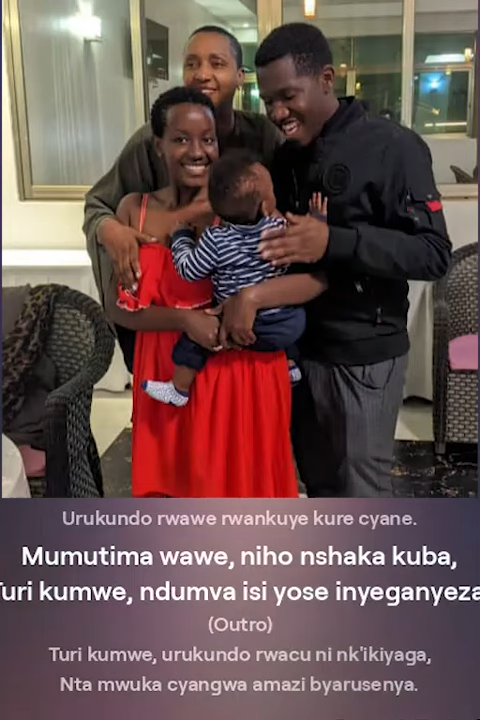 Urukundo rwawe rwankuye kure cyane.
Mumutima wawe, niho nshaka kuba,
Turi kumwe, ndumva isi yose inyeganyeza
(Outro)
Turi kumwe, urukundo rwacu ni nk'ikiyaga,
Nta mwuka cyangwa amazi byarusenya.